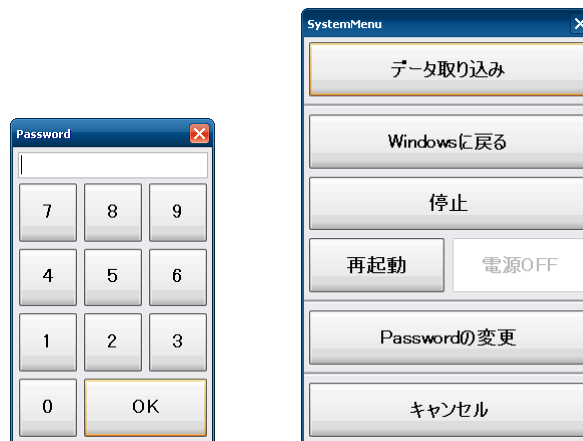 Password
7 8 9
4 5 6
1 2 3
0 OK
SystemMenu
データ取り込み
Windowsに戻る
停止
再起動 電源OFF
Passwordの変更
キャンセル